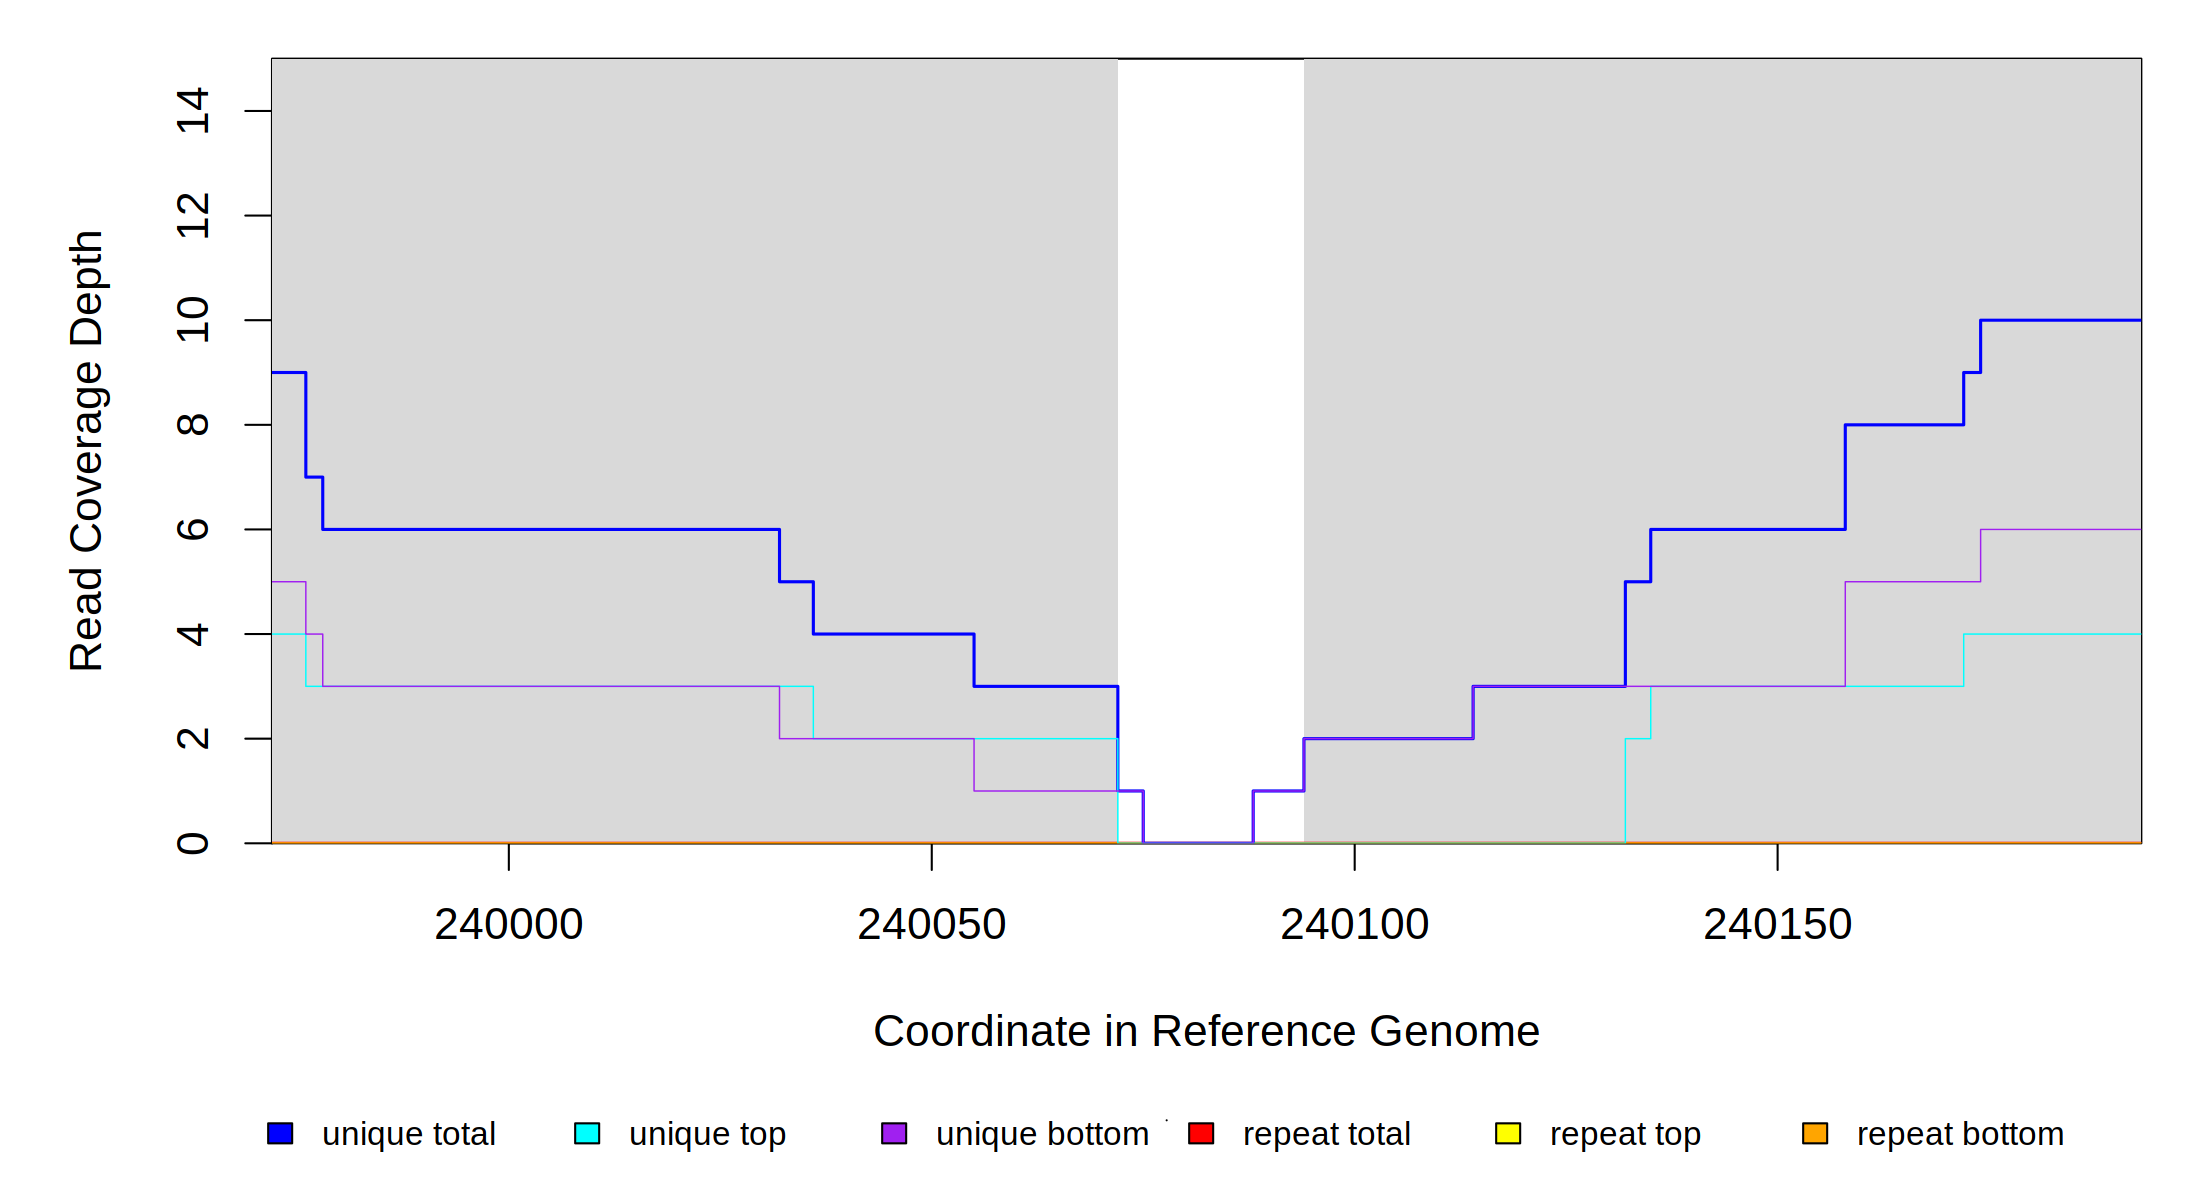 Read Coverage Depth
14
12
10
8
6
4
2
0
240000 240050 240100 240150
Coordinate in Reference Genome
unique total unique top unique bottom repeat total repeat top repeat bottom